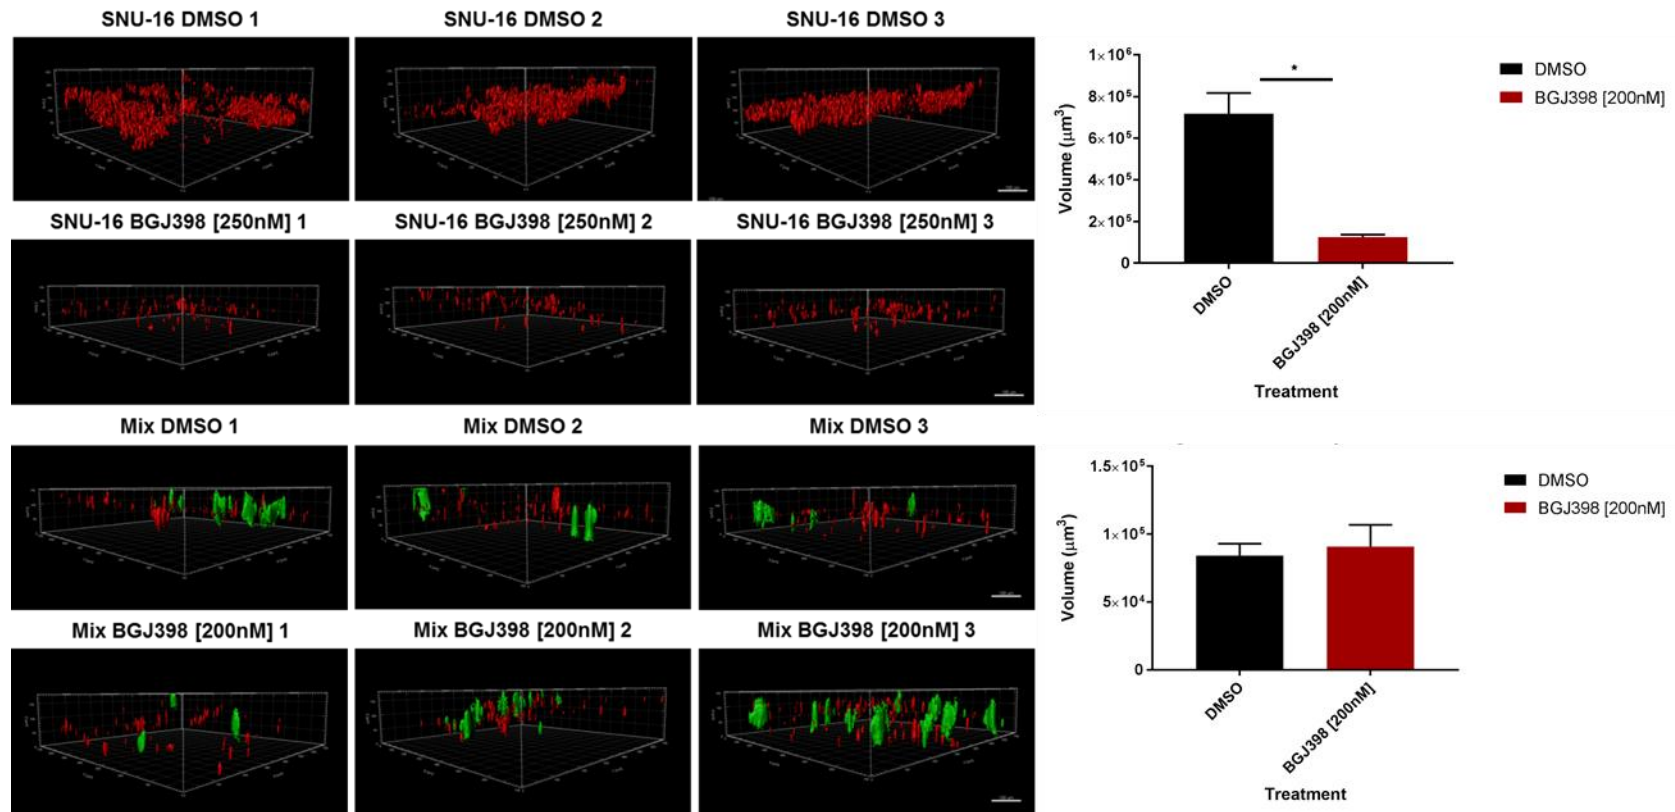 SNU-16 DMSO 1
SNU-16 DMSO 2
SNU-16 DMSO 3
SNU-16 BGJ398 [250nM] 1
SNU-16 BGJ398 [250nM] 2
SNU-16 BGJ398 [250nM] 3
Mix DMSO 1
Mix DMSO 2
Mix DMSO 3
Mix BGJ398 [200nM] 1
Mix BGJ398 [200nM] 2
Mix BGJ398 [200nM] 3
Volume (μm³)
1×10⁶
8×10⁵
6×10⁵
4×10⁵
2×10⁵
0
*
DMSO
BGJ398 [200nM]
Treatment
DMSO
BGJ398 [200nM]
Volume (μm³)
1.5×10⁵
1×10⁵
5×10⁴
0
DMSO
BGJ398 [200nM]
Treatment
DMSO
BGJ398 [200nM]